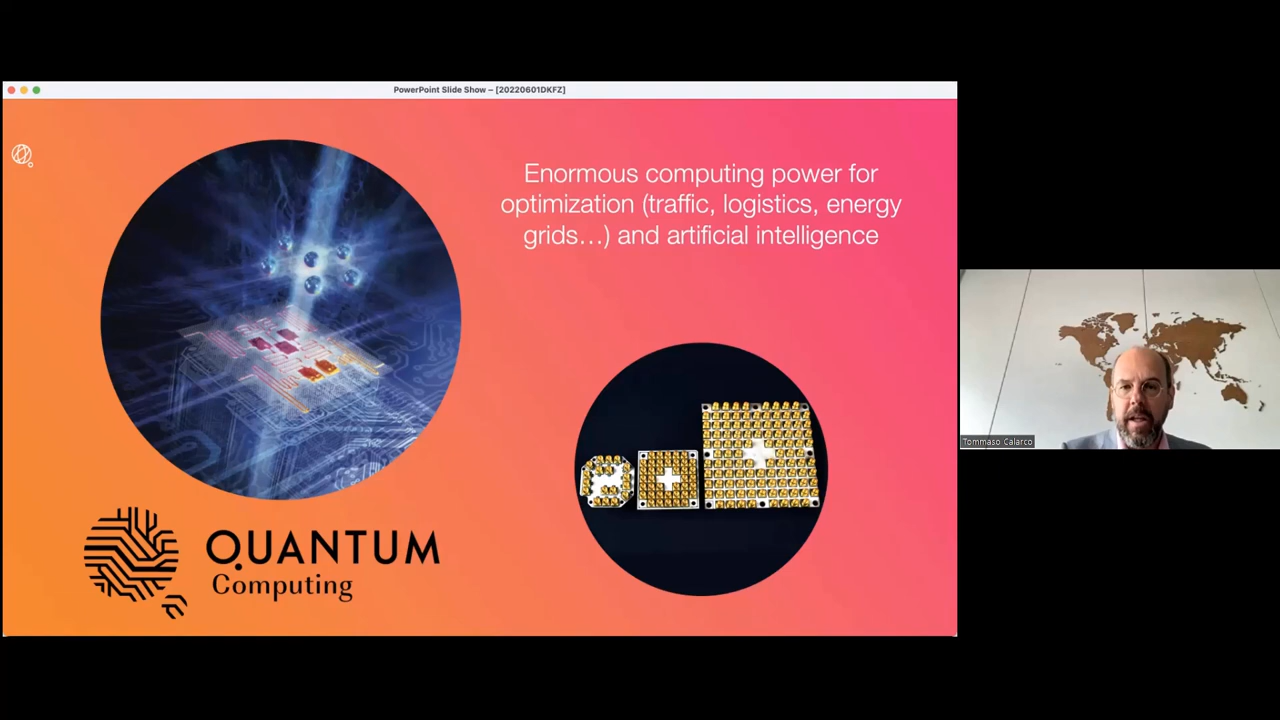 PowerPoint Slide Show – [20220601DKFZ]
Enormous computing power for
optimization (traffic, logistics, energy
grids…) and artificial intelligence
QUANTUM
Computing
Tommaso Calarco